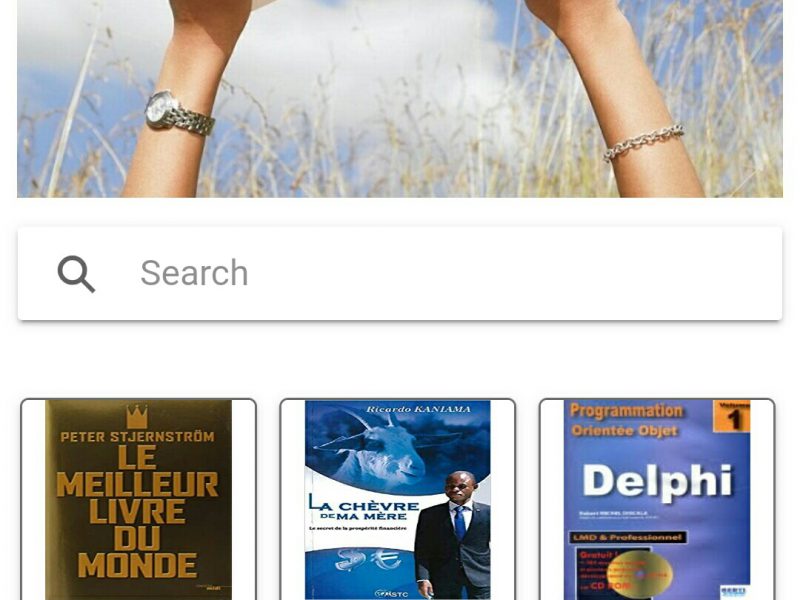 Search
PETER STJERNSTRÖM
LE
MEILLEUR
LIVRE
DU
MONDE
Ricardo KANIAMA
LA CHÈVRE
DE MA MÈRE
Le secret de la prospérité financière
STC
Programmation
Orientée Objet
Volume
1
Delphi
LMD & Professionnel
Gratuit !
CD ROM